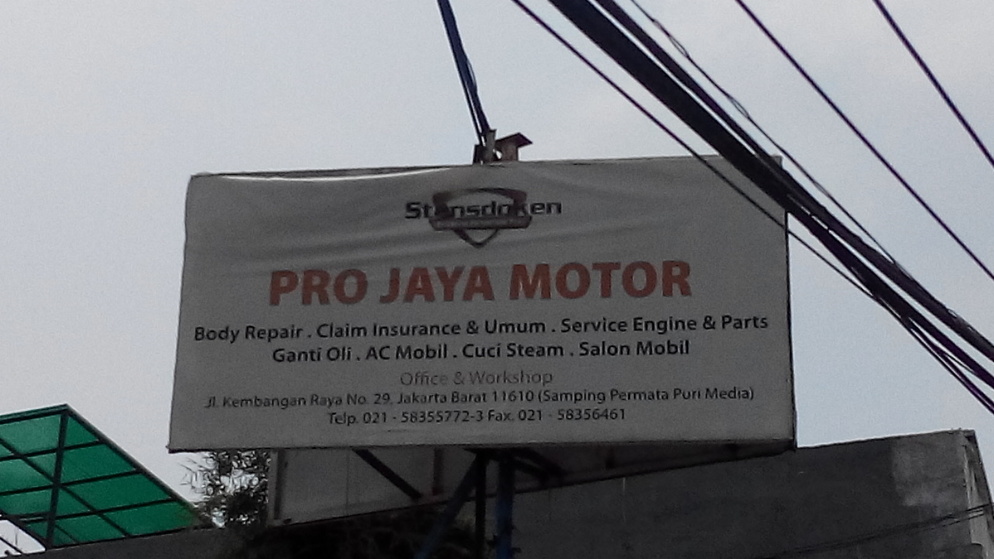 Stensdoken
PRO JAYA MOTOR
Body Repair . Claim Insurance & Umum . Service Engine & Parts
Ganti Oli . AC Mobil . Cuci Steam . Salon Mobil
Office & Workshop
Jl. Kembangan Raya No. 29, Jakarta Barat 11610 (Samping Permata Puri Media)
Telp. 021 - 58355772-3 Fax. 021 - 58356461